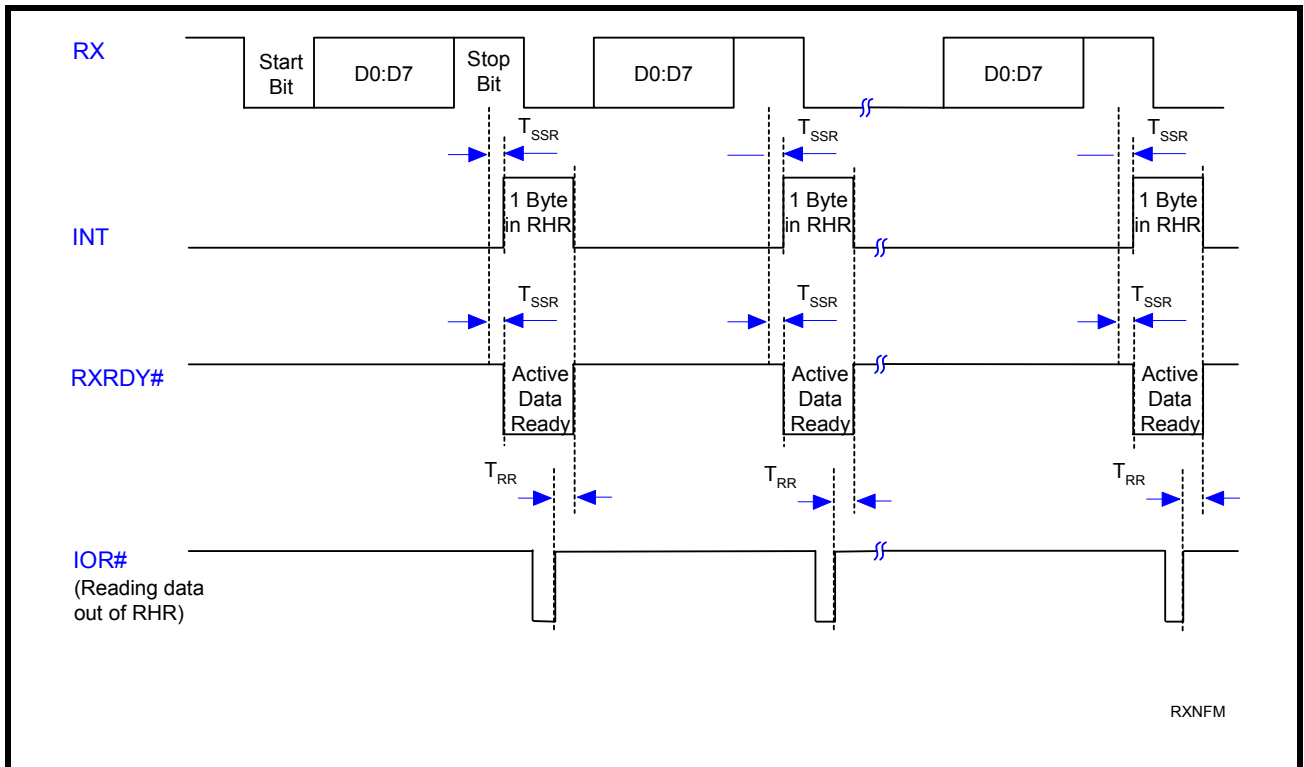 RX
Start
Bit
D0:D7
Stop
Bit
D0:D7
D0:D7
TSSR
TSSR
TSSR
INT
1 Byte
in RHR
1 Byte
in RHR
1 Byte
in RHR
TSSR
TSSR
TSSR
RXRDY#
Active
Data
Ready
Active
Data
Ready
Active
Data
Ready
TRR
TRR
TRR
IOR#
(Reading data
out of RHR)
RXNFM